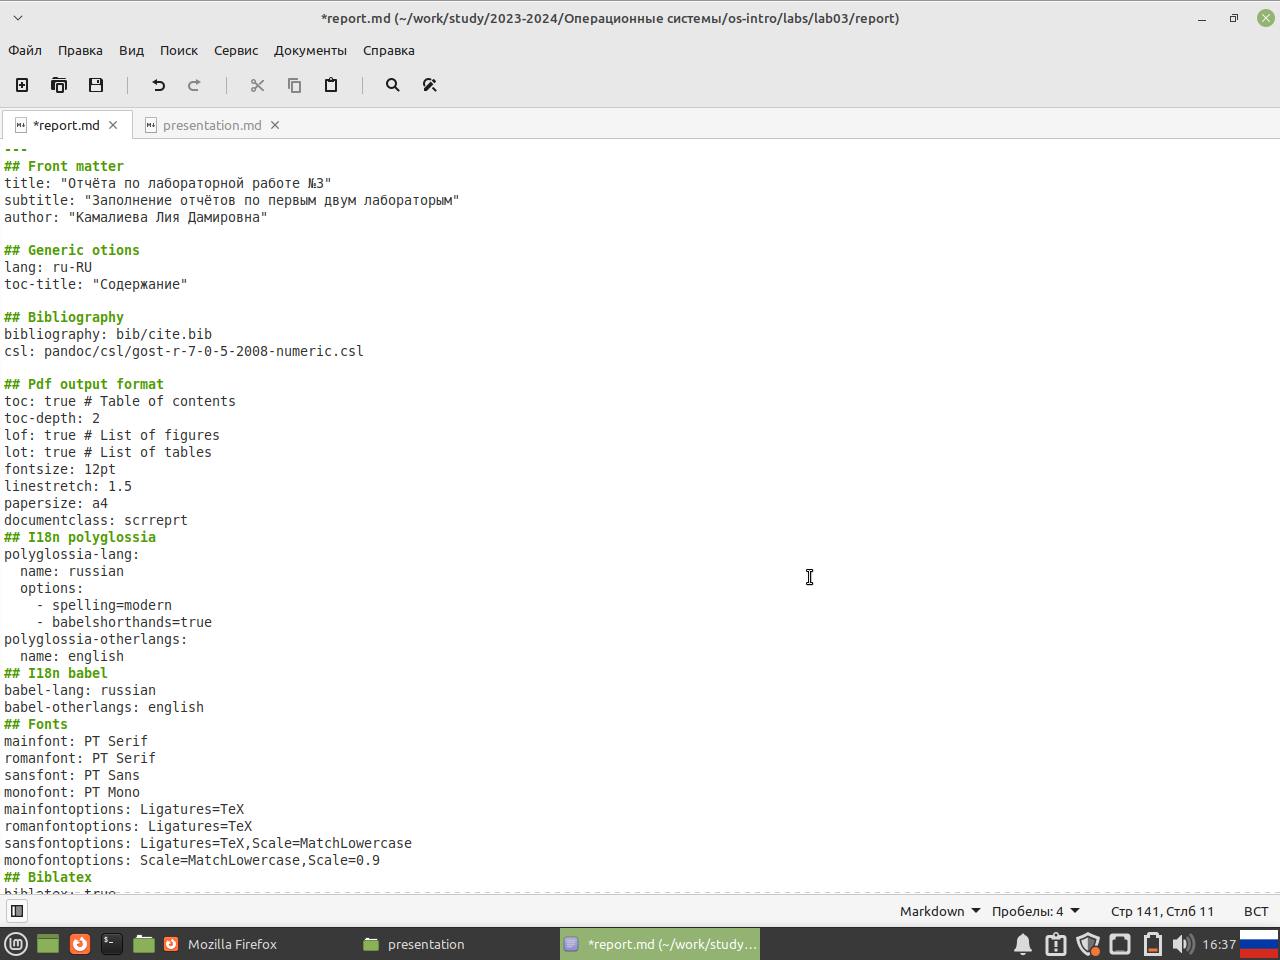 *report.md (~/work/study/2023-2024/Операционные системы/os-intro/labs/lab03/report)
Файл Правка Вид Поиск Сервис Документы Справка
*report.md presentation.md
---
## Front matter
title: "Отчёта по лабораторной работе №3"
subtitle: "Заполнение отчётов по первым двум лабораторым"
author: "Камалиева Лия Дамировна"
## Generic otions
lang: ru-RU
toc-title: "Содержание"
## Bibliography
bibliography: bib/cite.bib
csl: pandoc/csl/gost-r-7-0-5-2008-numeric.csl
## Pdf output format
toc: true # Table of contents
toc-depth: 2
lof: true # List of figures
lot: true # List of tables
fontsize: 12pt
linestretch: 1.5
papersize: a4
documentclass: scrreprt
## I18n polyglossia
polyglossia-lang:
  name: russian
  options:
    - spelling=modern
    - babelshorthands=true
polyglossia-otherlangs:
  name: english
## I18n babel
babel-lang: russian
babel-otherlangs: english
## Fonts
mainfont: PT Serif
romanfont: PT Serif
sansfont: PT Sans
monofont: PT Mono
mainfontoptions: Ligatures=TeX
romanfontoptions: Ligatures=TeX
sansfontoptions: Ligatures=TeX,Scale=MatchLowercase
monofontoptions: Scale=MatchLowercase,Scale=0.9
## Biblatex
biblatex: true
Markdown Пробелы: 4 Стр 141, Стлб 11 ВСТ
Mozilla Firefox presentation *report.md (~/work/study... 16:37